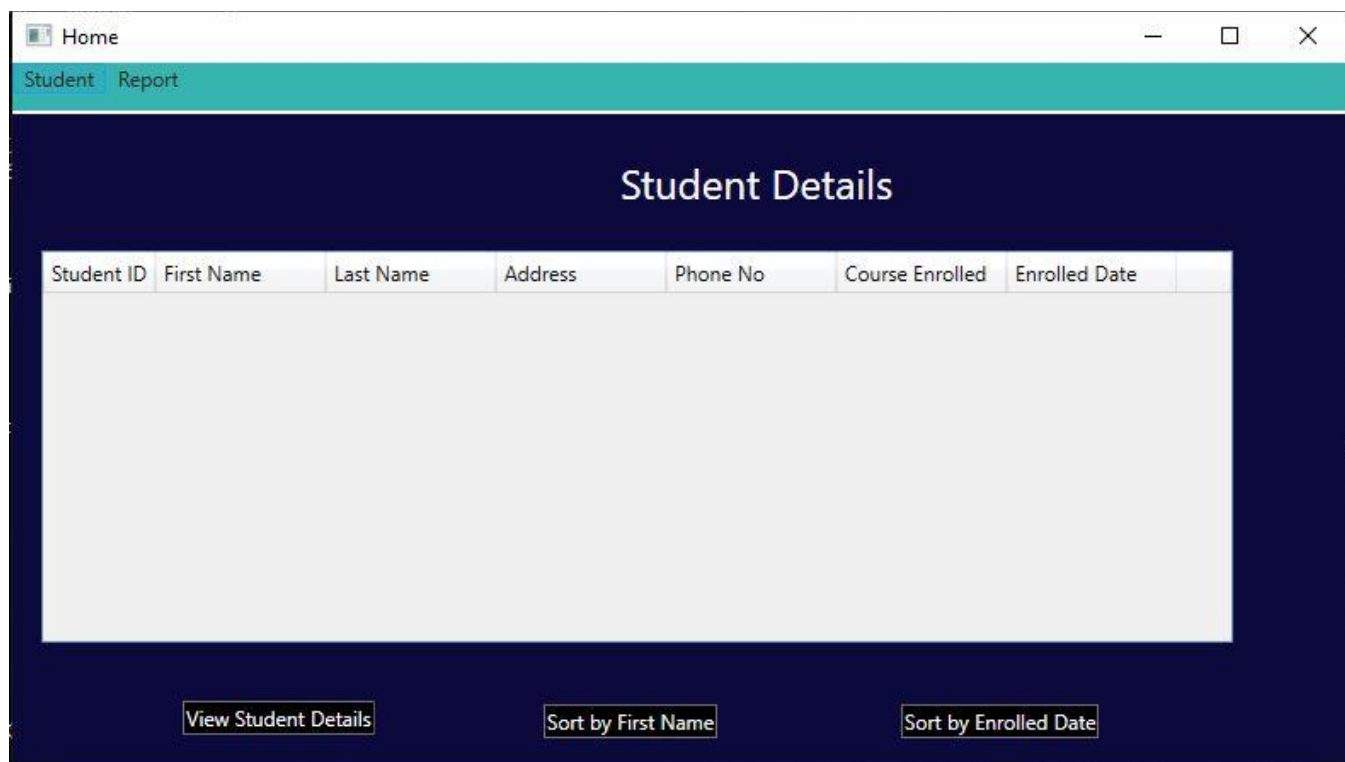 Home
Student Report
Student Details
Student ID First Name Last Name Address Phone No Course Enrolled Enrolled Date
View Student Details Sort by First Name Sort by Enrolled Date